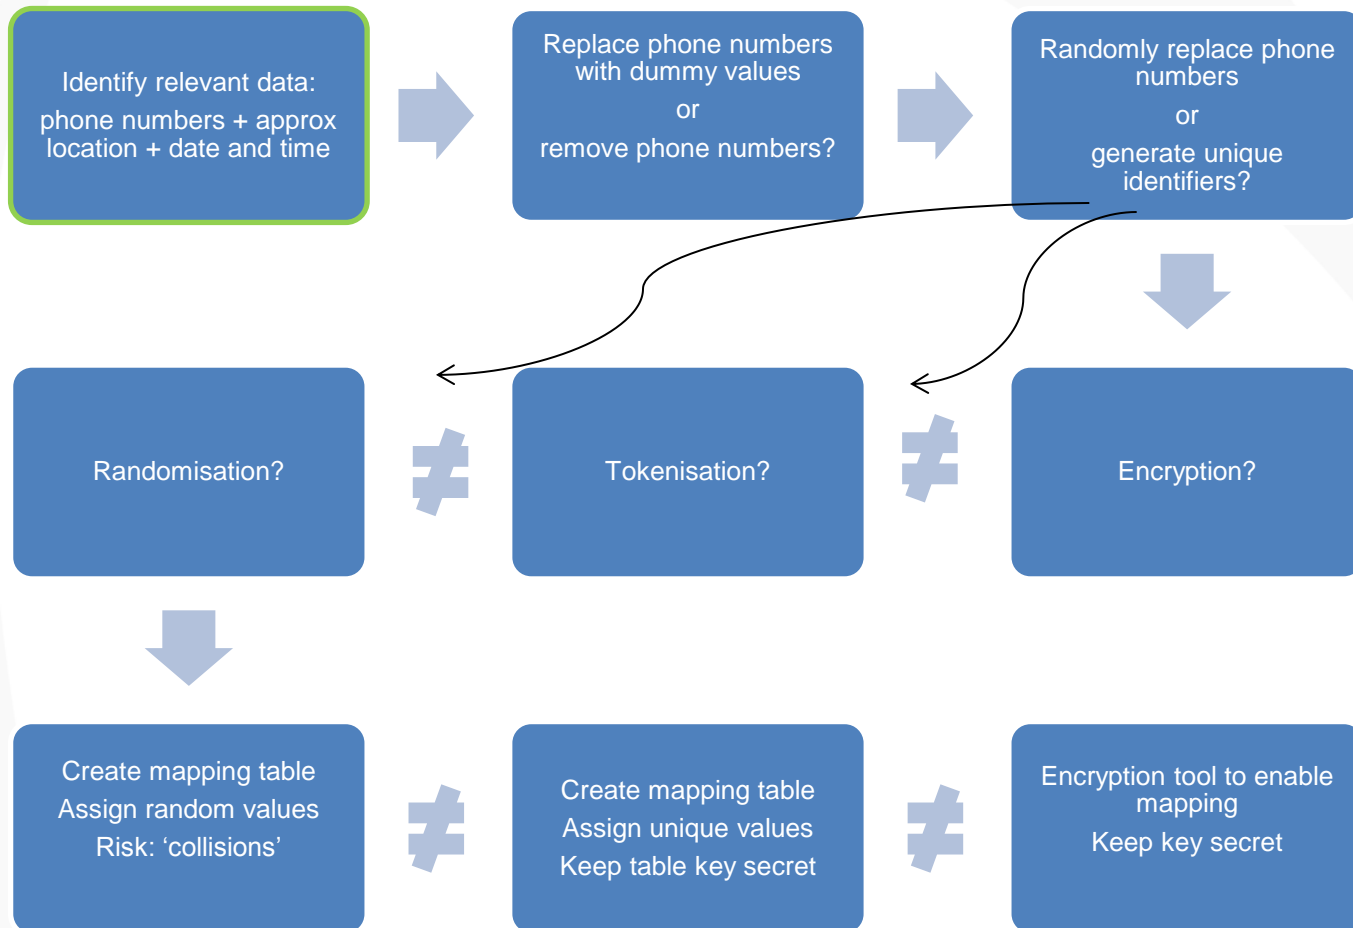 Identify relevant data:
phone numbers + approx
location + date and time
Replace phone numbers
with dummy values
or
remove phone numbers?
Randomly replace phone
numbers
or
generate unique
identifiers?
Randomisation?
≠
Tokenisation?
≠
Encryption?
Create mapping table
Assign random values
Risk: ‘collisions’
≠
Create mapping table
Assign unique values
Keep table key secret
≠
Encryption tool to enable
mapping
Keep key secret